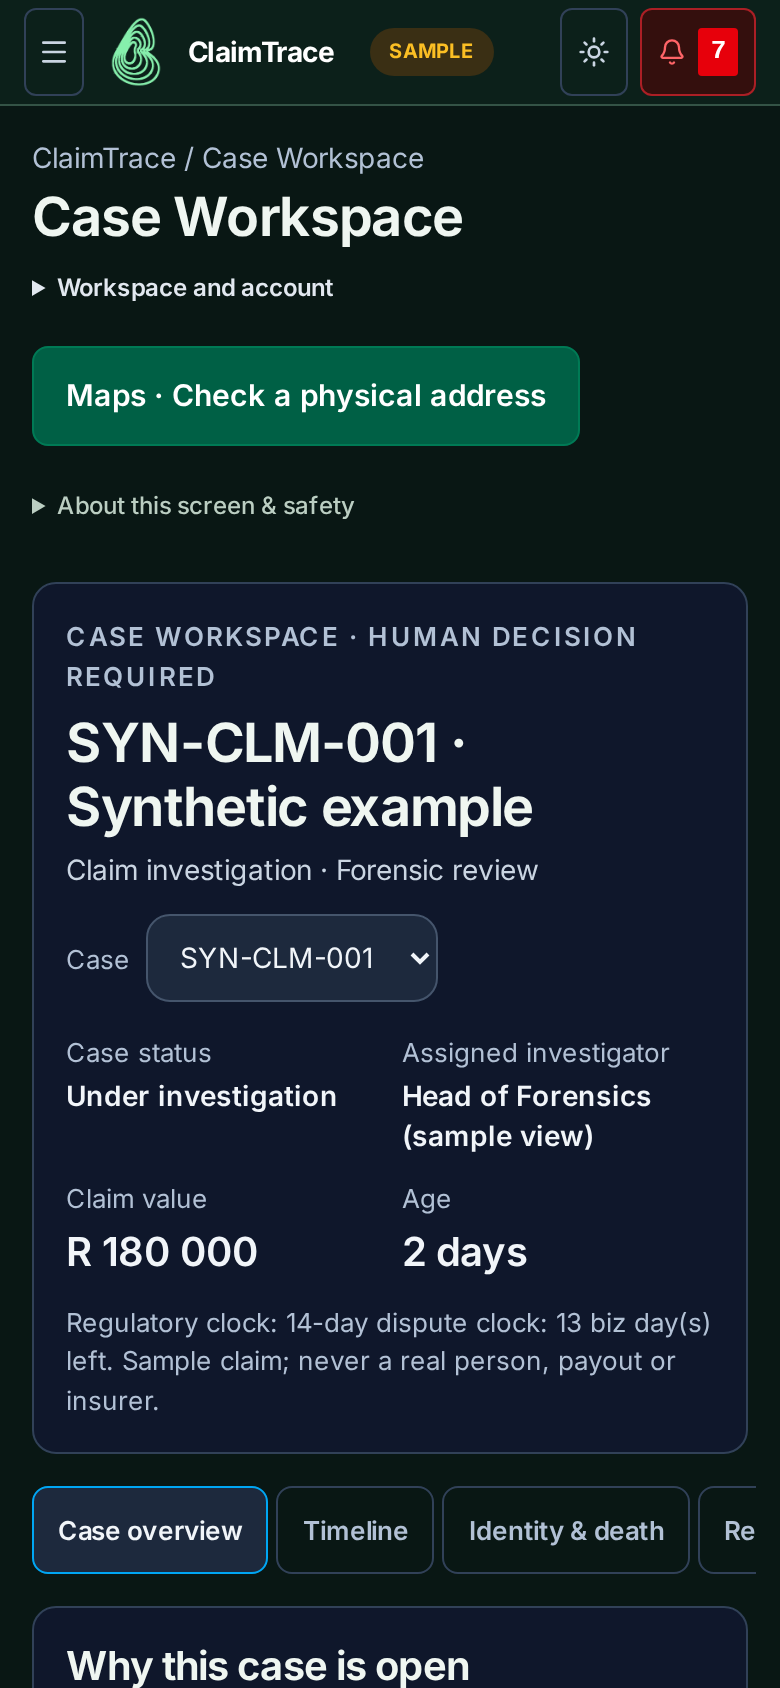 ClaimTrace
SAMPLE
7
ClaimTrace / Case Workspace
Case Workspace
▶ Workspace and account
Maps · Check a physical address
▶ About this screen & safety
CASE WORKSPACE · HUMAN DECISION
REQUIRED
SYN-CLM-001 ·
Synthetic example
Claim investigation · Forensic review
Case SYN-CLM-001
Case status
Under investigation
Assigned investigator
Head of Forensics
(sample view)
Claim value
R 180 000
Age
2 days
Regulatory clock: 14-day dispute clock: 13 biz day(s)
left. Sample claim; never a real person, payout or
insurer.
Case overview
Timeline
Identity & death
Re
Why this case is open